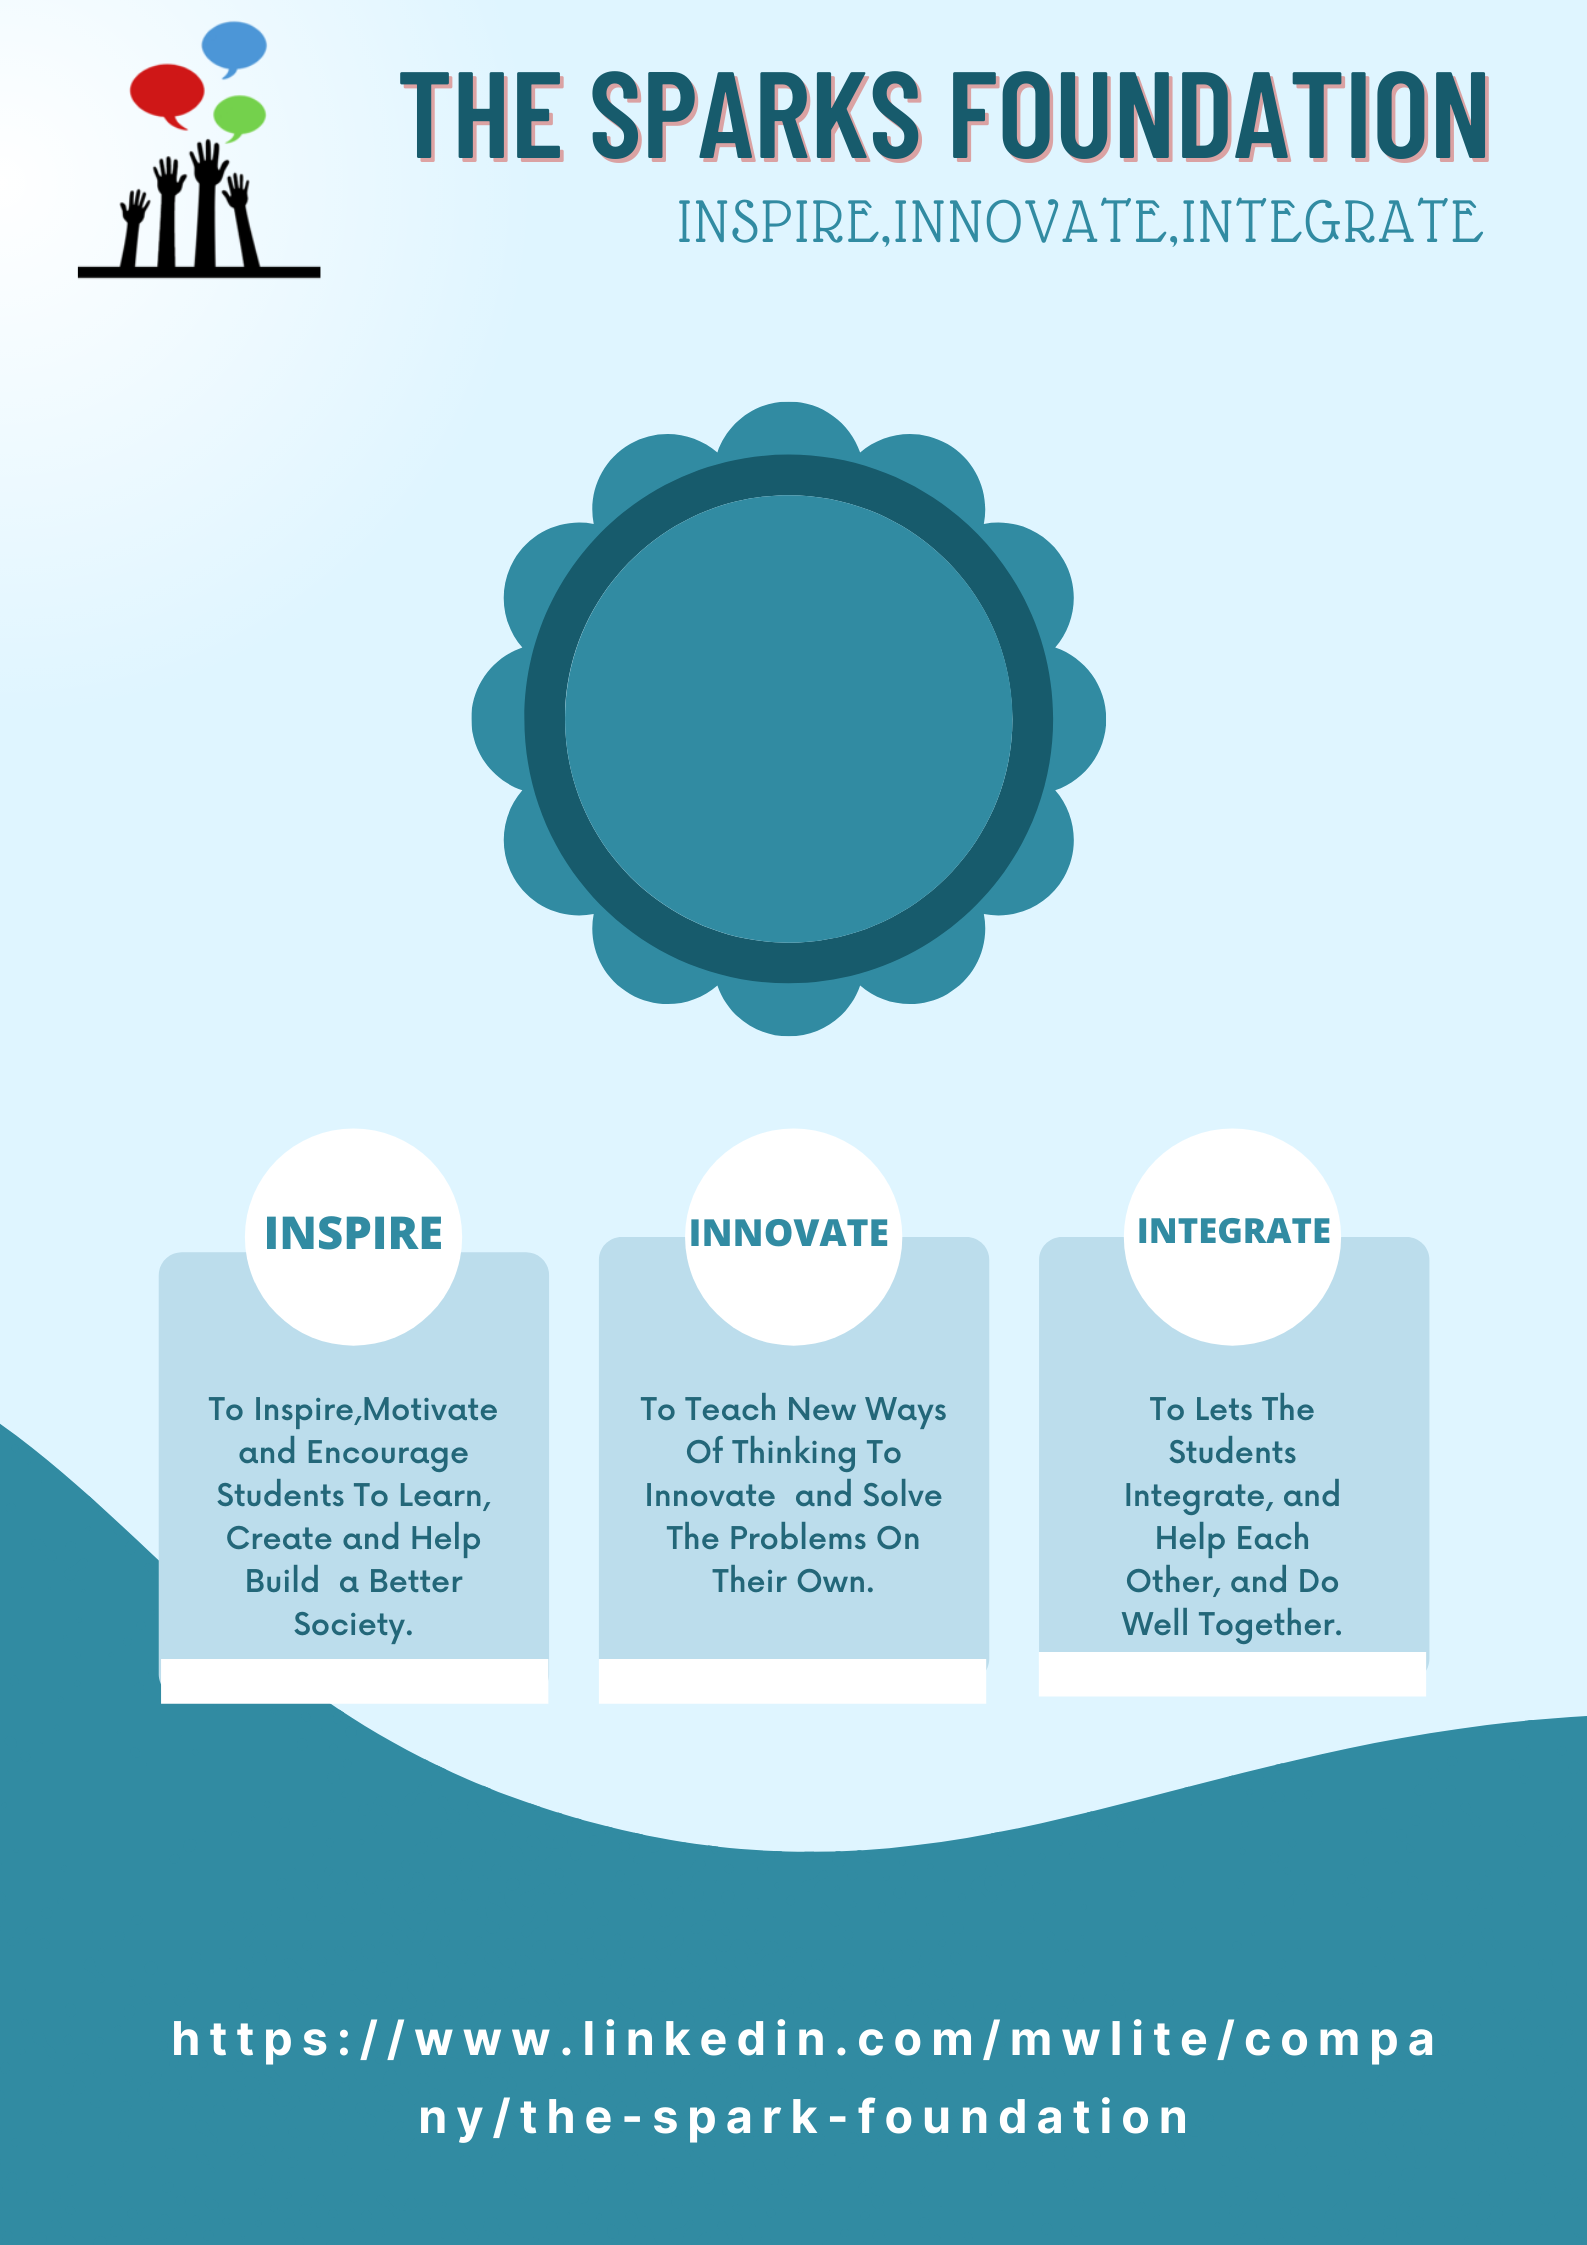 THE SPARKS FOUNDATION
INSPIRE,INNOVATE,INTEGRATE
INSPIRE
To Inspire,Motivate
and Encourage
Students To Learn,
Create and Help
Build a Better
Society.
INNOVATE
To Teach New Ways
Of Thinking To
Innovate and Solve
The Problems On
Their Own.
INTEGRATE
To Lets The
Students
Integrate, and
Help Each
Other, and Do
Well Together.
https://www.linkedin.com/mwlite/compa
ny/the-spark-foundation